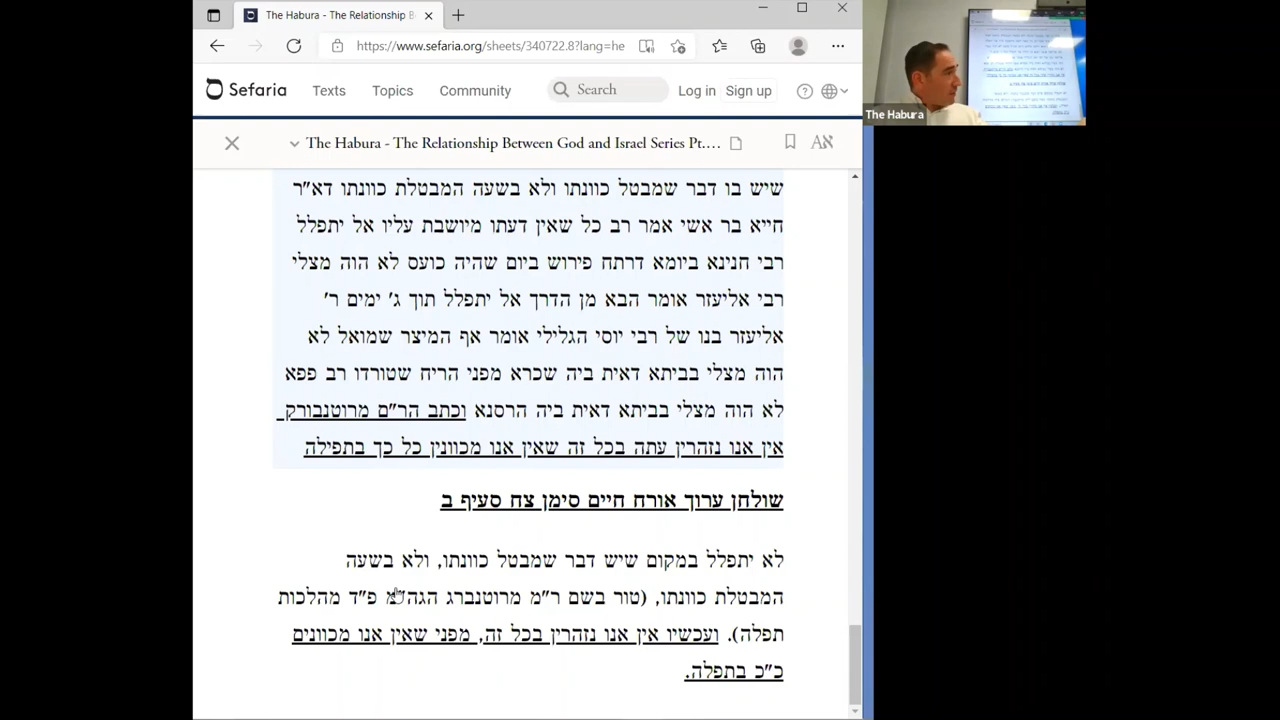 The Habura - The Relationship B
ps://www.sefaria.org/sheets/340732.8?lang=he
Sefaria
Topics
Community
Search
Log in
Sign up
The Habura
The Habura - The Relationship Between God and Israel Series Pt....
שיש בו דבר שמבטל כוונתו ולא בשעה המבטלת כוונתו דא"ר
חייא בר אשי אמר רב כל שאין דעתו מיושבת עליו אל יתפלל
רבי חנינא ביומא דרתח פירוש ביום שהיה כועס לא הוה מצלי
רבי אליעזר אומר הבא מן הדרך אל יתפלל תוך ג' ימים ר'
אליעזר בנו של רבי יוסי הגלילי אומר אף המיצר שמואל לא
הוה מצלי בביתא דאית ביה שכרא מפני הריח שטורדו רב פפא
לא הוה מצלי בביתא דאית ביה הרסנא וכתב הר"ם מרוטנבורק
אין אנו נזהרין עתה בכל זה שאין אנו מכוונין כל כך בתפילה
שולחן ערוך אורח חיים סימן צח סעיף ב
לא יתפלל במקום שיש דבר שמבטל כוונתו, ולא בשעה
המבטלת כוונתו, (טור בשם ר"מ מרוטנברג הגה"מ פ"ד מהלכות
תפלה). ועכשיו אין אנו נזהרין בכל זה, מפני שאין אנו מכוונים
כ"כ בתפלה.